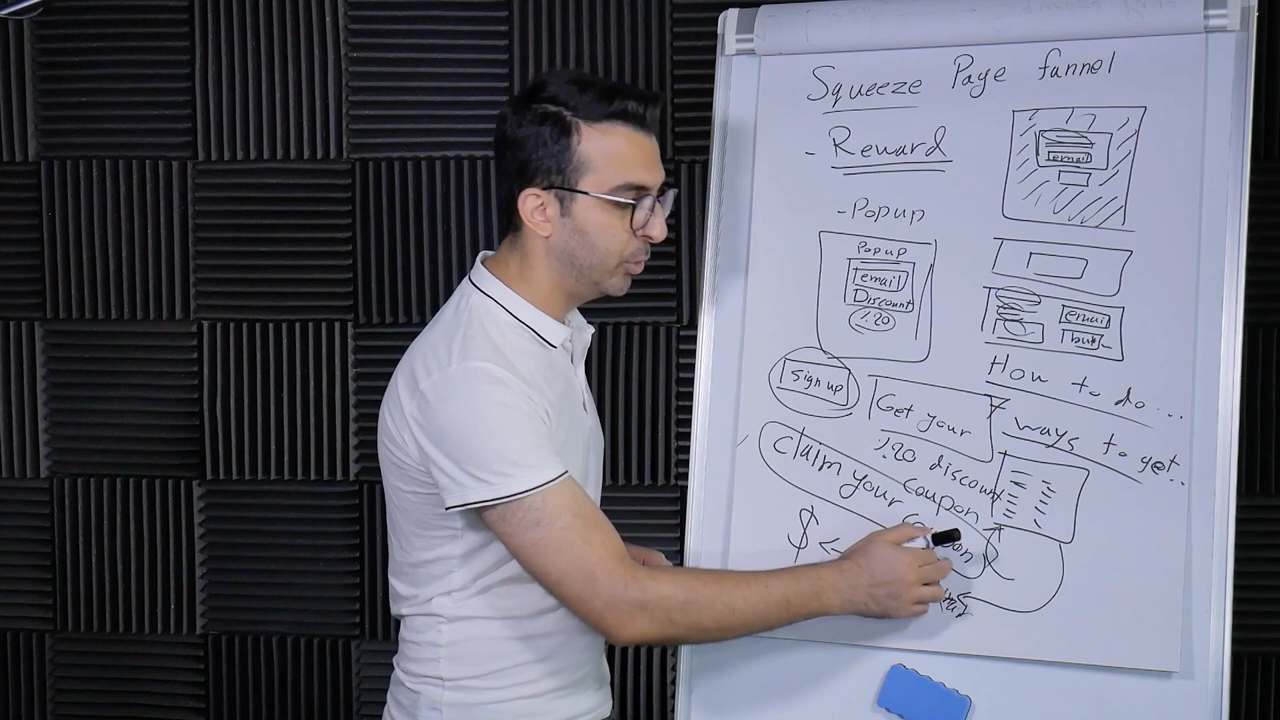 Squeeze Page funnel
- Reward
email
- Popup
Popup
email
Discount
%20
email
but
How to do...
7 ways to get..
sign up
Get your
%20 discount
claim your coupon
$ ←